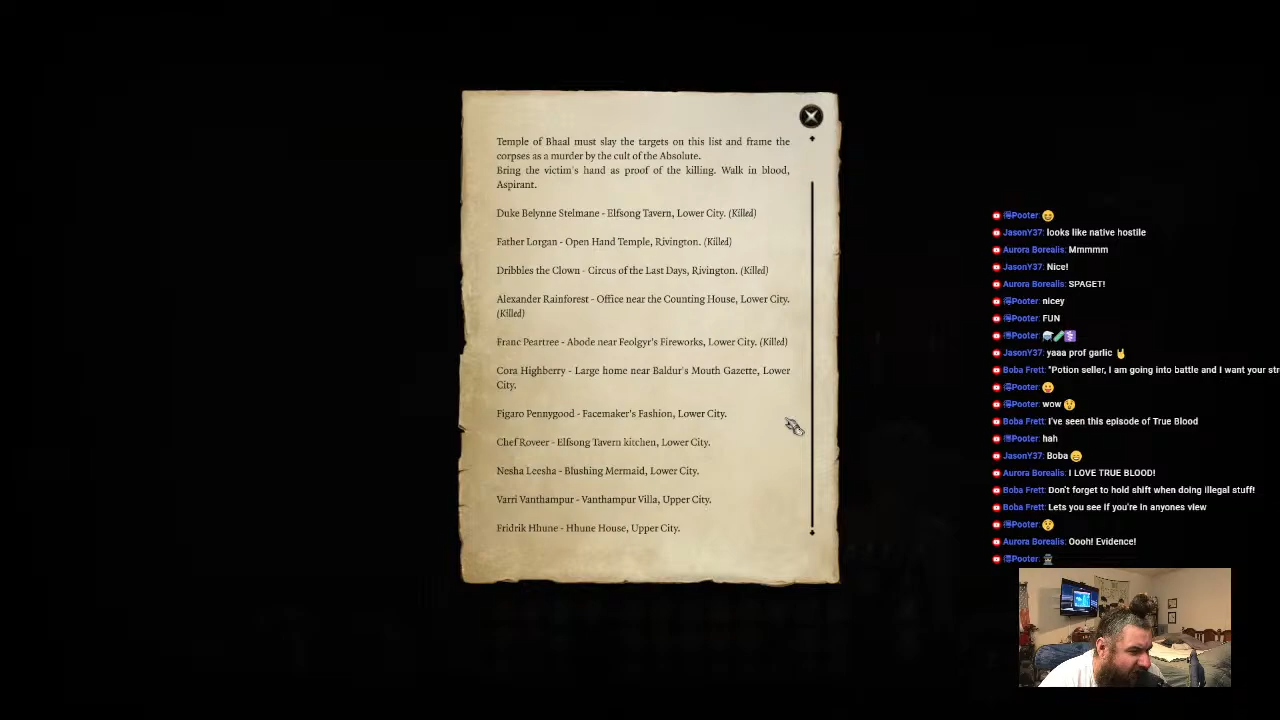 Temple of Bhaal must slay the targets on this list and frame the
corpses as a murder by the cult of the Absolute.
Bring the victim's hand as proof of the killing. Walk in blood,
Aspirant.
Duke Belynne Stelmane - Elfsong Tavern, Lower City. (Killed)
Father Lorgan - Open Hand Temple, Rivington. (Killed)
Dribbles the Clown - Circus of the Last Days, Rivington. (Killed)
Alexander Rainforest - Office near the Counting House, Lower City.
(Killed)
Franc Peartree - Abode near Feolgyr's Fireworks, Lower City. (Killed)
Cora Highberry - Large home near Baldur's Mouth Gazette, Lower
City.
Figaro Pennygood - Facemaker's Fashion, Lower City.
Chef Roveer - Elfsong Tavern kitchen, Lower City.
Nesha Leesha - Blushing Mermaid, Lower City.
Varri Vanthampur - Vanthampur Villa, Upper City.
Fridrik Hhune - Hhune House, Upper City.
Pooter: 
JasonY37: looks like native hostile
Aurora Borealis: Mmmmm
JasonY37: Nice!
Aurora Borealis: SPAGET!
Pooter: nicey
Pooter: FUN
Pooter:
JasonY37: yaaa prof garlic 🤘
Boba Frett: "Potion seller, I am going into battle and I want your
Pooter:
Pooter: wow
Boba Frett: I've seen this episode of True Blood
Pooter: hah
JasonY37: Boba
Aurora Borealis: I LOVE TRUE BLOOD!
Boba Frett: Don't forget to hold shift when doing illegal stuff!
Boba Frett: Lets you see if you're in anyones view
Pooter:
Aurora Borealis: Oooh! Evidence!
Pooter: